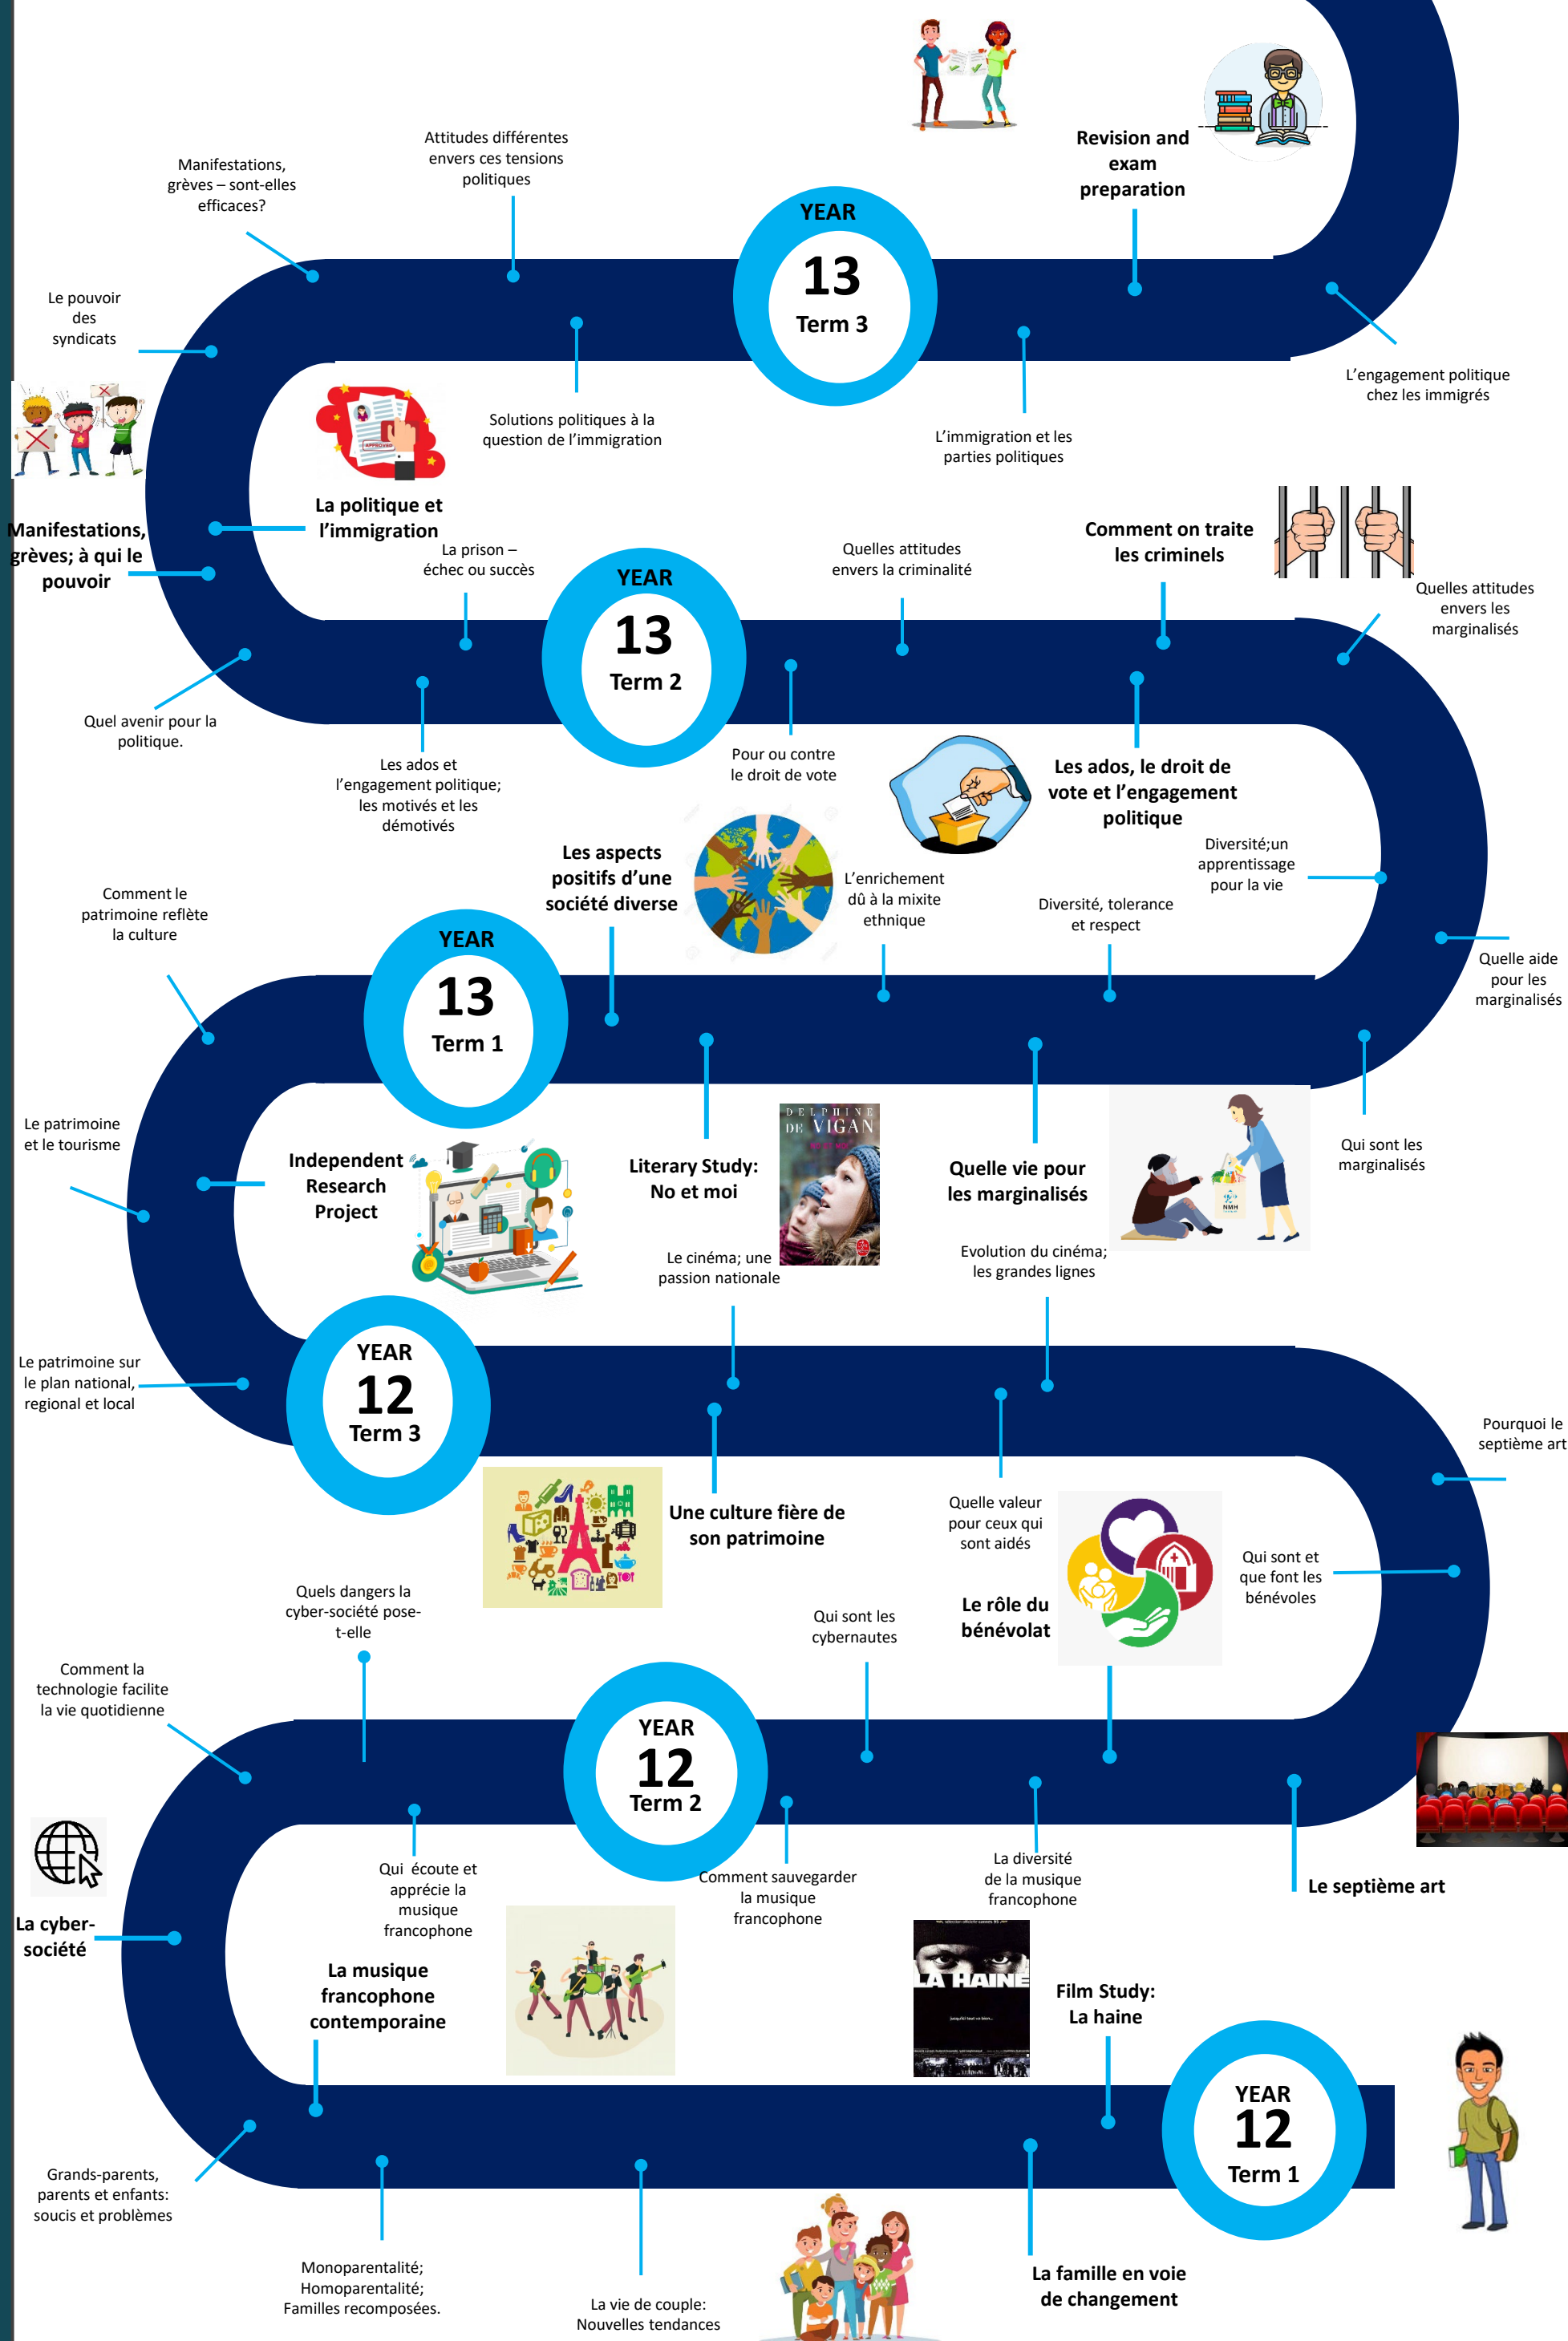 Revision and
exam
preparation
Attitudes différentes
envers ces tensions
politiques
Manifestations,
grèves – sont-elles
efficaces?
YEAR
13
Term 3
Le pouvoir
des
syndicats
L’engagement politique
chez les immigrés
Solutions politiques à la
question de l’immigration
L’immigration et les
parties politiques
APPROVED
La politique et
l’immigration
Manifestations,
grèves; à qui le
pouvoir
La prison –
échec ou succès
YEAR
13
Term 2
Quelles attitudes
envers la criminalité
Comment on traite
les criminels
Quelles attitudes
envers les
marginalisés
Quel avenir pour la
politique.
Les ados et
l’engagement politique;
les motivés et les
démotivés
Pour ou contre
le droit de vote
Les ados, le droit de
vote et l’engagement
politique
Les aspects
positifs d’une
société diverse
L’enrichement
dû à la mixite
ethnique
Diversité, tolerance
et respect
Diversité;un
apprentissage
pour la vie
Comment le
patrimoine reflète
la culture
YEAR
13
Term 1
Quelle aide
pour les
marginalisés
Le patrimoine
et le tourisme
Independent
Research
Project
Literary Study:
No et moi
DELPHINE
DE VIGAN
Quelle vie pour
les marginalisés
NMH
Qui sont les
marginalisés
Le cinéma; une
passion nationale
Evolution du cinéma;
les grandes lignes
Le patrimoine sur
le plan national,
regional et local
YEAR
12
Term 3
Pourquoi le
septième art
Une culture fière de
son patrimoine
Quelle valeur
pour ceux qui
sont aidés
Qui sont et
que font les
bénévoles
Le rôle du
bénévolat
Quels dangers la
cyber-société pose-
t-elle
Qui sont les
cybernautes
Comment la
technologie facilite
la vie quotidienne
YEAR
12
Term 2
Qui écoute et
apprécie la
musique
francophone
Comment sauvegarder
la musique
francophone
La diversité
de la musique
francophone
Le septième art
La cyber-
société
La musique
francophone
contemporaine
LA HAINE
jusqu'ici tout va bien...
Film Study:
La haine
YEAR
12
Term 1
Grands-parents,
parents et enfants:
soucis et problèmes
Monoparentalité;
Homoparentalité;
Familles recomposées.
La vie de couple:
Nouvelles tendances
La famille en voie
de changement